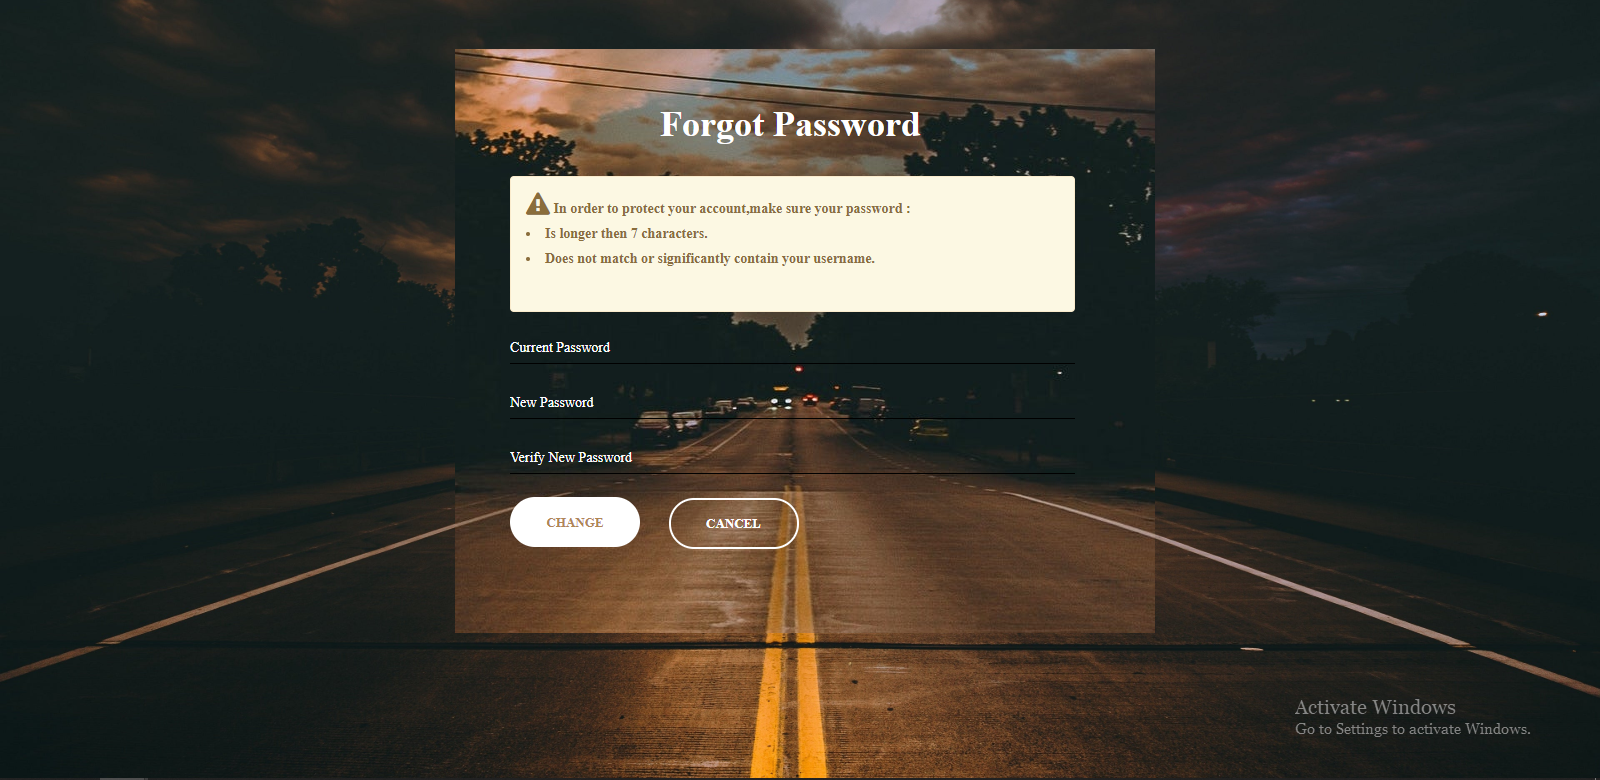 Forgot Password
In order to protect your account,make sure your password :
Is longer then 7 characters.
Does not match or significantly contain your username.
Current Password
New Password
Verify New Password
CHANGE
CANCEL
Activate Windows
Go to Settings to activate Windows.